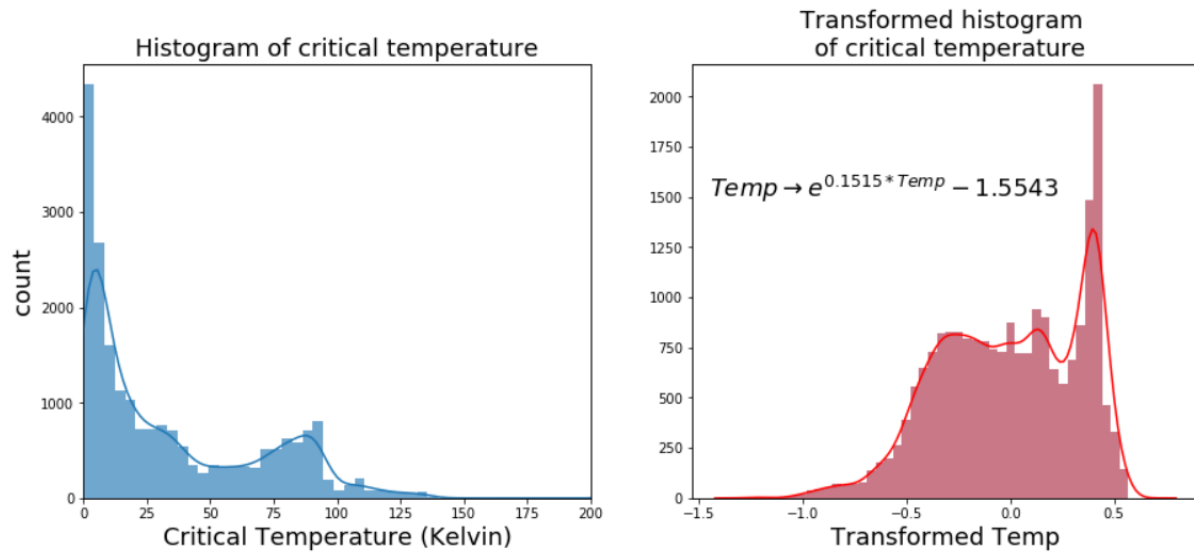 Histogram of critical temperature
4000
3000
2000
1000
0
count
0 25 50 75 100 125 150 175 200
Critical Temperature (Kelvin)
Transformed histogram
of critical temperature
2000
1750
1500
1250
1000
750
500
250
0
Temp → e^{0.1515*Temp} − 1.5543
−1.5 −1.0 −0.5 0.0 0.5
Transformed Temp